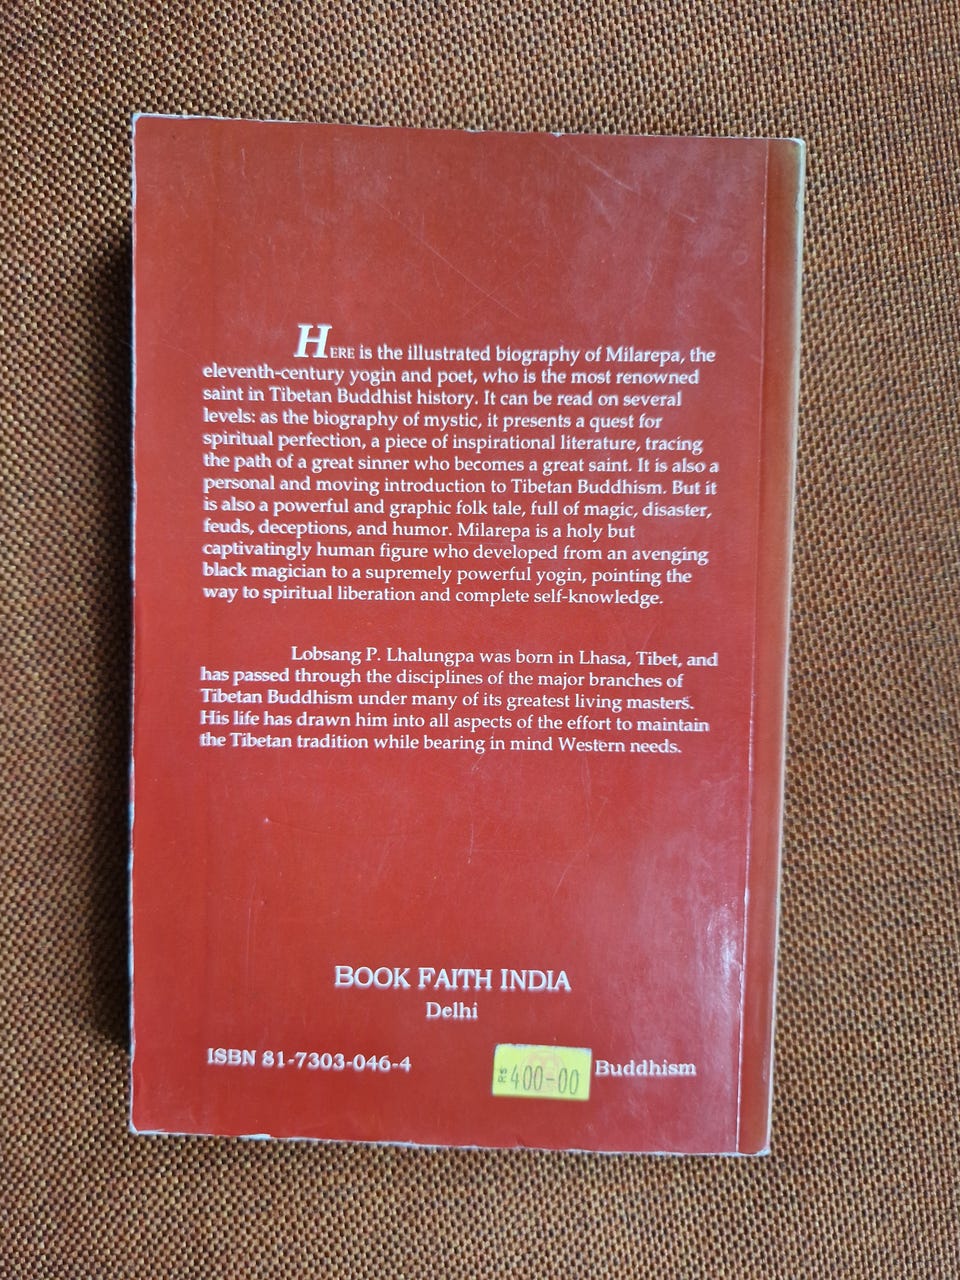 HERE is the illustrated biography of Milarepa, the
eleventh-century yogin and poet, who is the most renowned
saint in Tibetan Buddhist history. It can be read on several
levels: as the biography of mystic, it presents a quest for
spiritual perfection, a piece of inspirational literature, tracing
the path of a great sinner who becomes a great saint. It is also a
personal and moving introduction to Tibetan Buddhism. But it
is also a powerful and graphic folk tale, full of magic, disaster,
feuds, deceptions, and humor. Milarepa is a holy but
captivatingly human figure who developed from an avenging
black magician to a supremely powerful yogin, pointing the
way to spiritual liberation and complete self-knowledge.
Lobsang P. Lhalungpa was born in Lhasa, Tibet, and
has passed through the disciplines of the major branches of
Tibetan Buddhism under many of its greatest living masters.
His life has drawn him into all aspects of the effort to maintain
the Tibetan tradition while bearing in mind Western needs.
BOOK FAITH INDIA
Delhi
ISBN 81-7303-046-4
RS 400-00
Buddhism